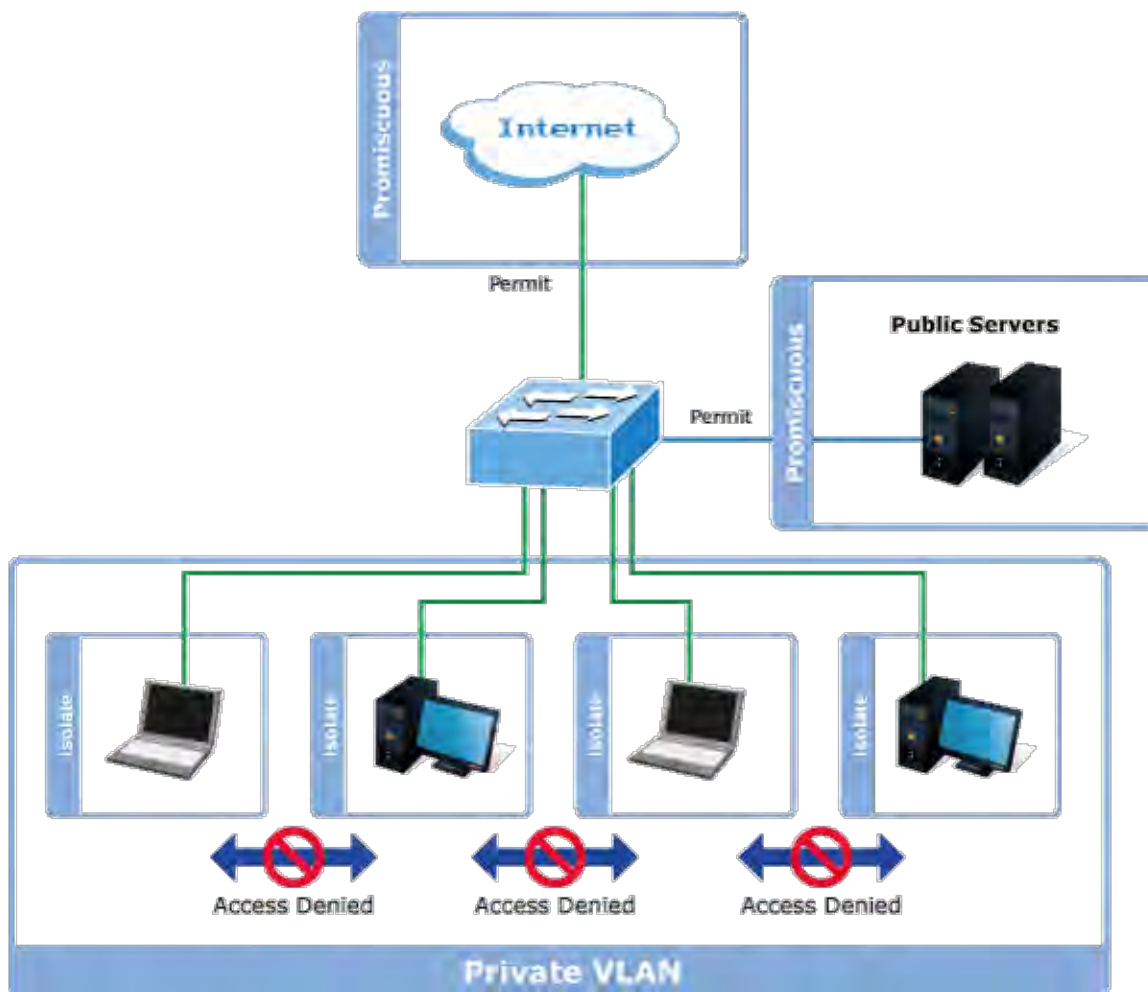 Promiscuous
Internet
Permit
Public Servers
Promiscuous
Permit
isolate
isolate
isolate
isolate
Access Denied
Access Denied
Access Denied
Private VLAN